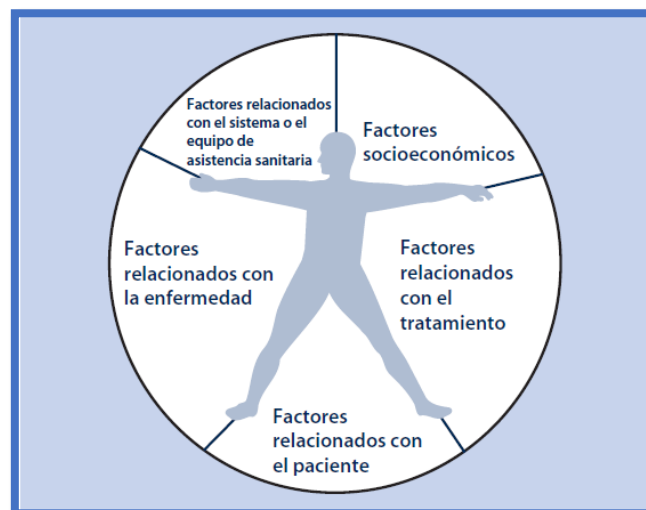 Factores relacionados
con el sistema o el
equipo de
asistencia sanitaria
Factores
socioeconómicos
Factores
relacionados con
la enfermedad
Factores
relacionados
con el
tratamiento
Factores
relacionados con
el paciente